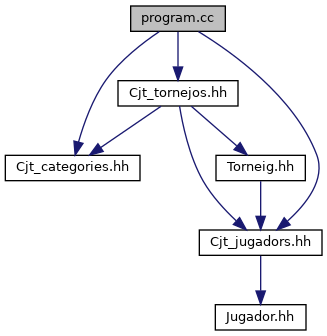 program.cc
Cjt_tornejos.hh
Cjt_categories.hh
Torneig.hh
Cjt_jugadors.hh
Jugador.hh